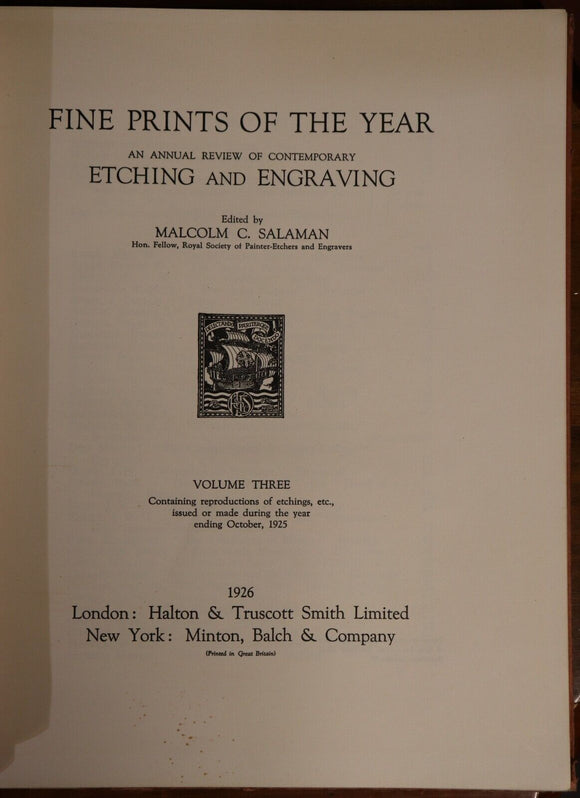 FINE PRINTS OF THE YEAR
AN ANNUAL REVIEW OF CONTEMPORARY
ETCHING AND ENGRAVING
Edited by
MALCOLM C. SALAMAN
Hon. Fellow, Royal Society of Painter-Etchers and Engravers
VOLUME THREE
Containing reproductions of etchings, etc.,
issued or made during the year
ending October, 1925
1926
London: Halton & Truscott Smith Limited
New York: Minton, Balch & Company
(Printed in Great Britain)